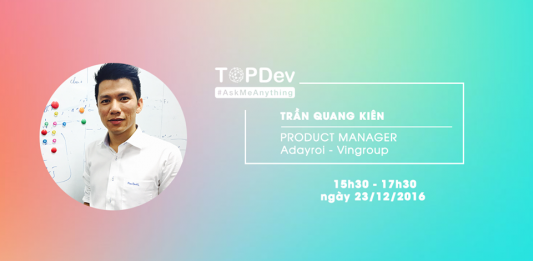 TOPDev
#AskMeAnything
TRẦN QUANG KIÊN
PRODUCT MANAGER
Adayroi - Vingroup
15h30 - 17h30
ngày 23/12/2016